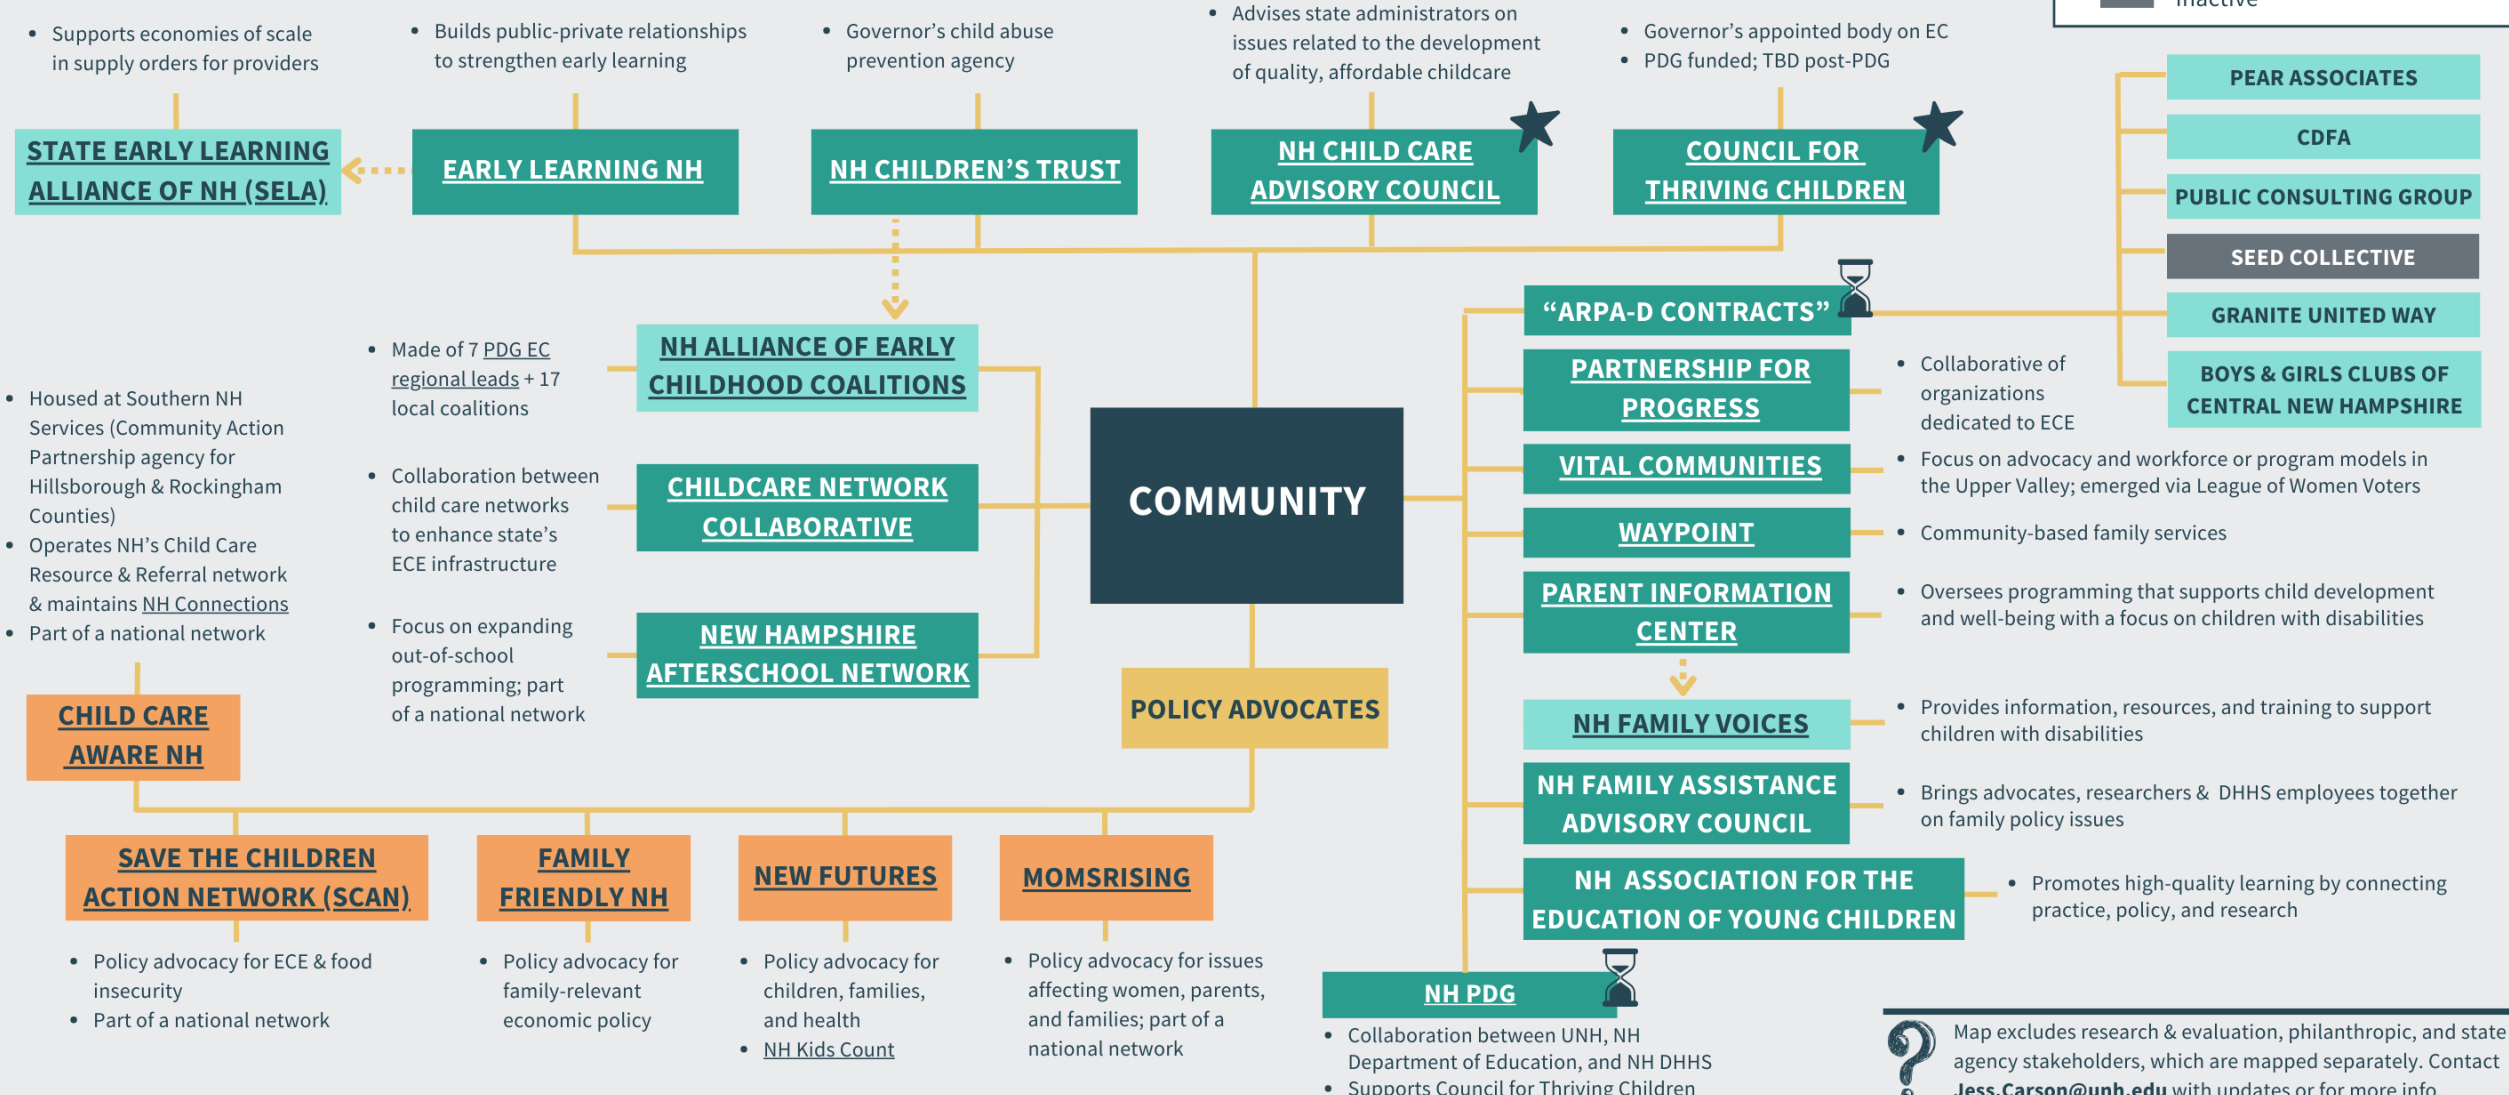 Inactive
• Supports economies of scale
in supply orders for providers
• Builds public-private relationships
to strengthen early learning
• Governor's child abuse
prevention agency
• Advises state administrators on
issues related to the development
of quality, affordable childcare
• Governor's appointed body on EC
• PDG funded; TBD post-PDG
STATE EARLY LEARNING
ALLIANCE OF NH (SELA)
EARLY LEARNING NH
NH CHILDREN'S TRUST
NH CHILD CARE
ADVISORY COUNCIL
COUNCIL FOR
THRIVING CHILDREN
PEAR ASSOCIATES
CDFA
PUBLIC CONSULTING GROUP
SEED COLLECTIVE
GRANITE UNITED WAY
BOYS & GIRLS CLUBS OF
CENTRAL NEW HAMPSHIRE
• Made of 7 PDG EC
regional leads + 17
local coalitions
NH ALLIANCE OF EARLY
CHILDHOOD COALITIONS
• Collaboration between
child care networks
to enhance state's
ECE infrastructure
CHILDCARE NETWORK
COLLABORATIVE
• Focus on expanding
out-of-school
programming; part
of a national network
NEW HAMPSHIRE
AFTERSCHOOL NETWORK
COMMUNITY
POLICY ADVOCATES
“ARPA-D CONTRACTS”
PARTNERSHIP FOR
PROGRESS
• Collaborative of
organizations
dedicated to ECE
VITAL COMMUNITIES
• Focus on advocacy and workforce or program models in
the Upper Valley; emerged via League of Women Voters
WAYPOINT
• Community-based family services
PARENT INFORMATION
CENTER
• Oversees programming that supports child development
and well-being with a focus on children with disabilities
NH FAMILY VOICES
• Provides information, resources, and training to support
children with disabilities
NH FAMILY ASSISTANCE
ADVISORY COUNCIL
• Brings advocates, researchers & DHHS employees together
on family policy issues
NH ASSOCIATION FOR THE
EDUCATION OF YOUNG CHILDREN
• Promotes high-quality learning by connecting
practice, policy, and research
NH PDG
• Collaboration between UNH, NH
Department of Education, and NH DHHS
• Supports Council for Thriving Children
• Housed at Southern NH
Services (Community Action
Partnership agency for
Hillsborough & Rockingham
Counties)
• Operates NH's Child Care
Resource & Referral network
& maintains NH Connections
• Part of a national network
CHILD CARE
AWARE NH
SAVE THE CHILDREN
ACTION NETWORK (SCAN)
• Policy advocacy for ECE & food
insecurity
• Part of a national network
FAMILY
FRIENDLY NH
• Policy advocacy for
family-relevant
economic policy
NEW FUTURES
• Policy advocacy for
children, families,
and health
• NH Kids Count
MOMSRISING
• Policy advocacy for issues
affecting women, parents,
and families; part of a
national network
?
Map excludes research & evaluation, philanthropic, and state
agency stakeholders, which are mapped separately. Contact
Jess.Carson@unh.edu with updates or for more info.